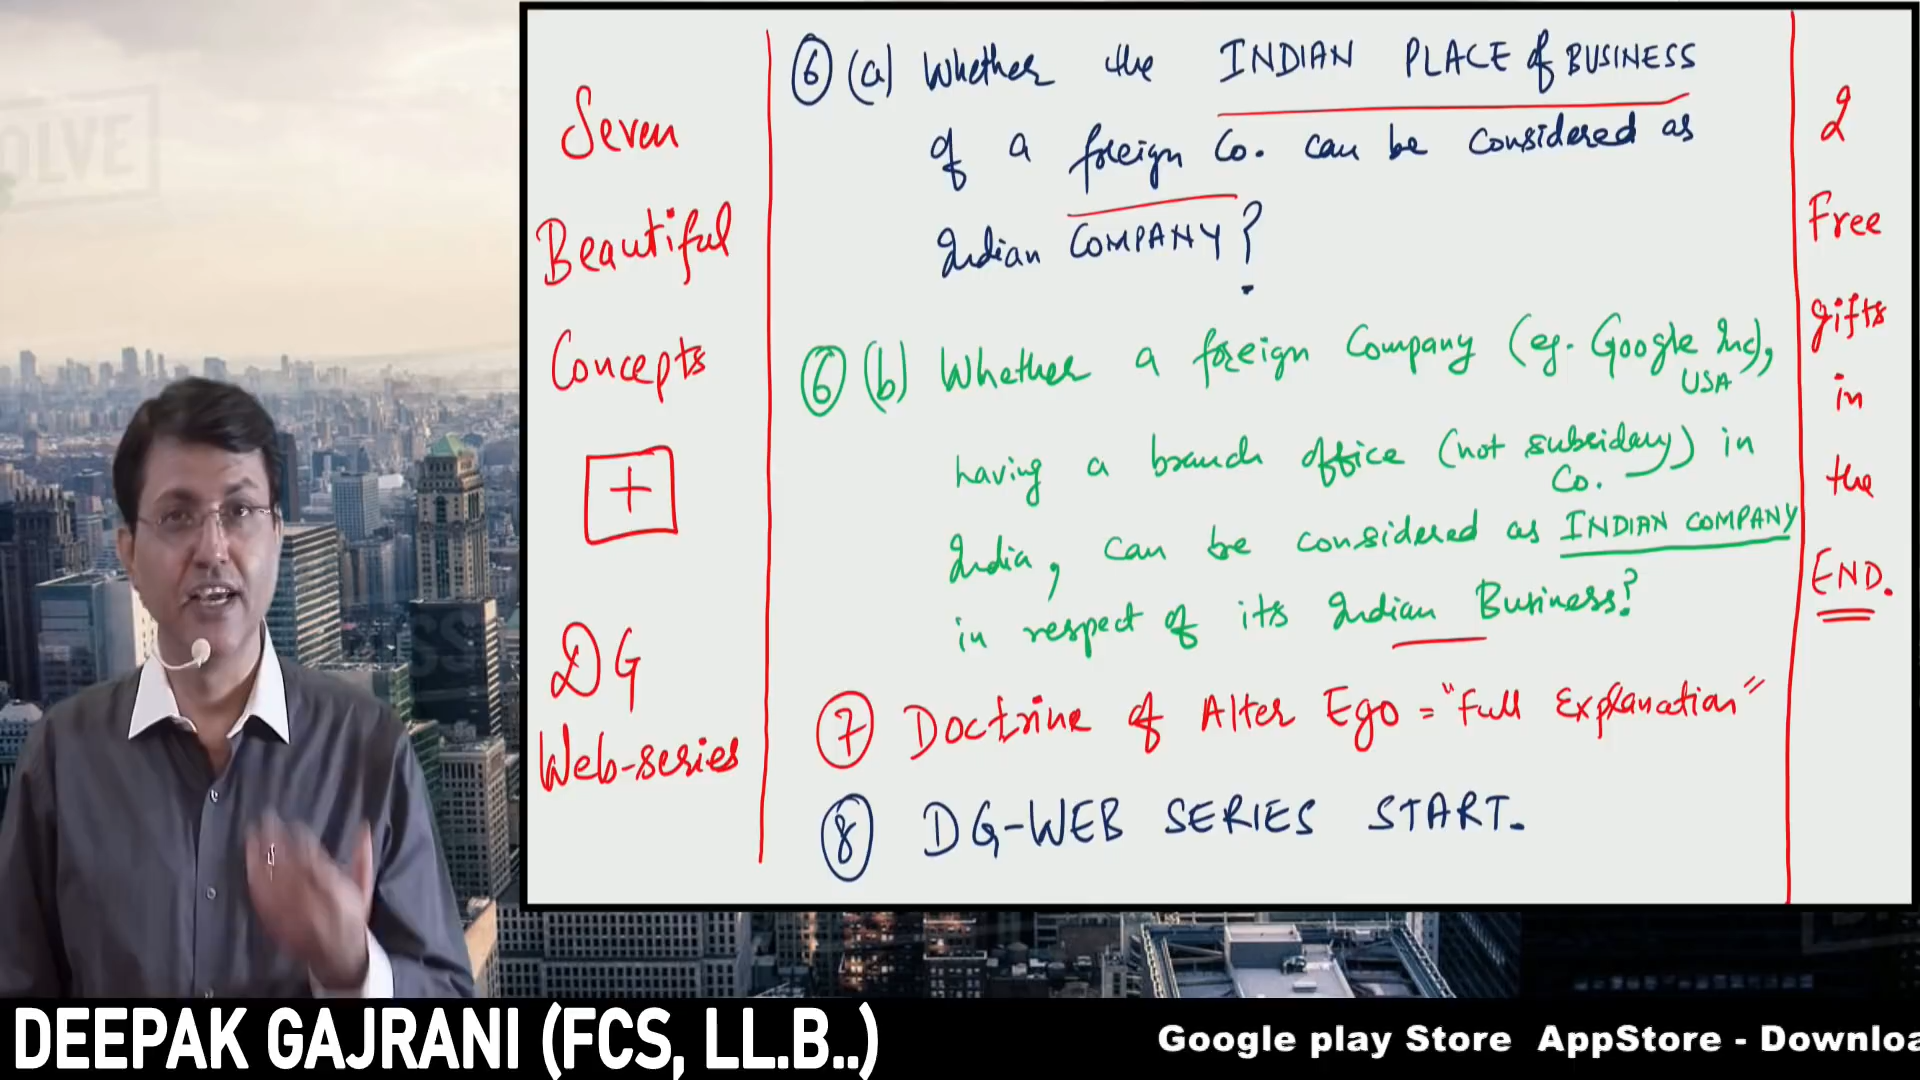 OLVE
Seven
Beautiful
Concepts
+
DG
Web-series
6 (a) Whether the INDIAN PLACE of BUSINESS
of a foreign Co. can be considered as
Indian COMPANY?
6 (b) Whether a foreign Company (eg. Google Inc),
USA
having a branch office (not subsidary) in
Co.
India, can be considered as INDIAN COMPANY
in respect of its Indian Business?
7 Doctrine of Alter Ego = "Full Explanation"
8 DG-WEB SERIES START.
2
Free
gifts
in
the
END.
DEEPAK GAJRANI (FCS, LL.B..)
Google play Store AppStore - Downloa